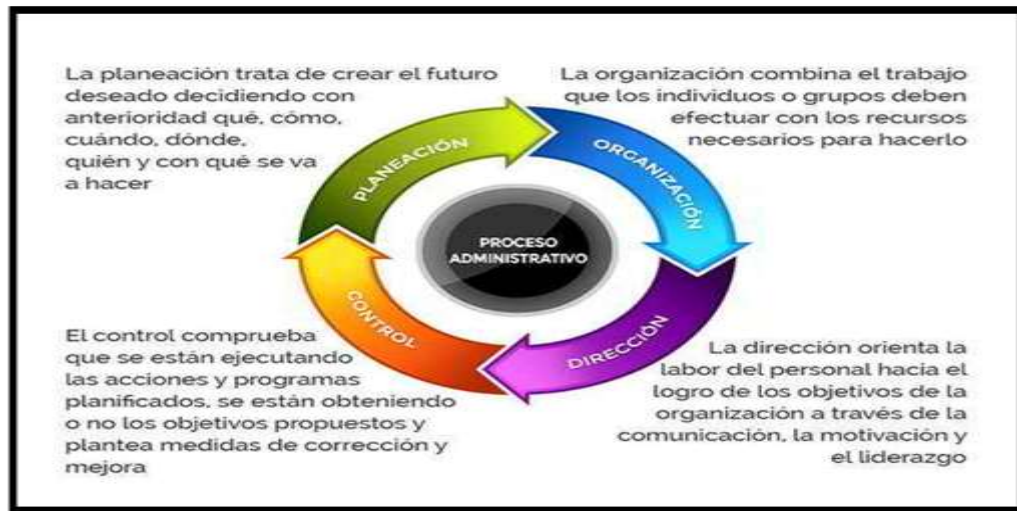 La planeación trata de crear el futuro
deseado decidiendo con
anterioridad qué, cómo,
cuándo, dónde,
quién y con qué se va
a hacer
La organización combina el trabajo
que los individuos o grupos deben
efectuar con los recursos
necesarios para hacerlo
PLANEACIÓN
ORGANIZACIÓN
PROCESO
ADMINISTRATIVO
CONTROL
DIRECCIÓN
El control comprueba
que se están ejecutando
las acciones y programas
planificados, se están obteniendo
o no los objetivos propuestos y
plantea medidas de corrección y
mejora
La dirección orienta la
labor del personal hacia el
logro de los objetivos de la
organización a través de la
comunicación, la motivación y
el liderazgo